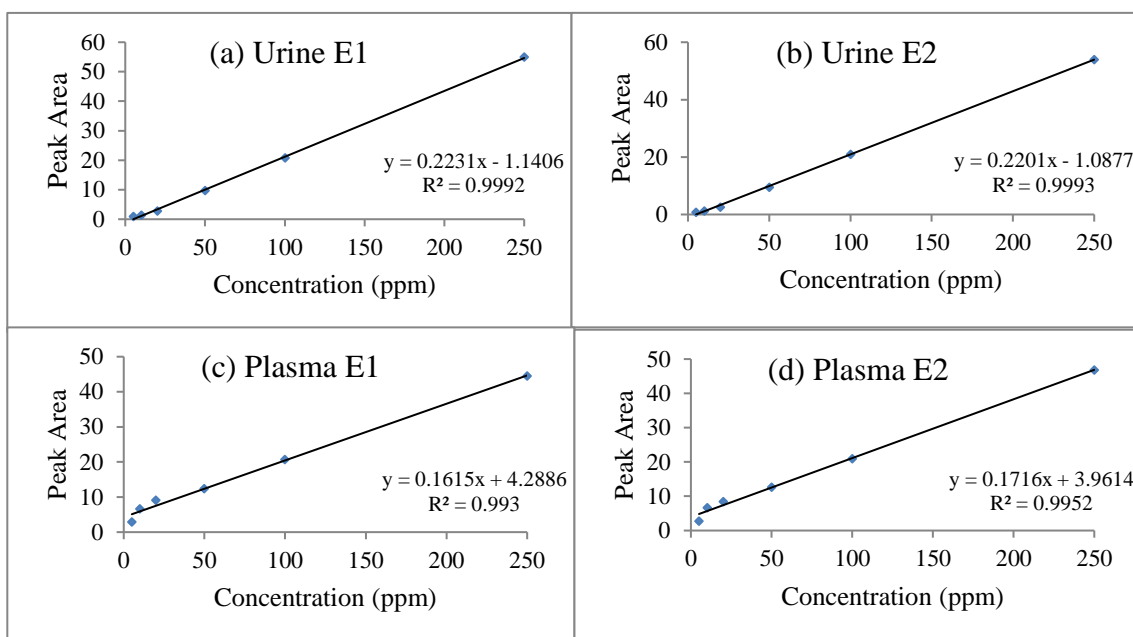 (a) Urine E1
Peak Area
60
50
40
30
20
10
0
y = 0.2231x - 1.1406
R² = 0.9992
0 50 100 150 200 250
Concentration (ppm)
(b) Urine E2
Peak Area
60
40
20
0
y = 0.2201x - 1.0877
R² = 0.9993
0 50 100 150 200 250
Concentration (ppm)
(c) Plasma E1
Peak Area
50
40
30
20
10
0
y = 0.1615x + 4.2886
R² = 0.993
0 50 100 150 200 250
Concentration (ppm)
(d) Plasma E2
Peak Area
50
40
30
20
10
0
y = 0.1716x + 3.9614
R² = 0.9952
0 50 100 150 200 250
Concentration (ppm)